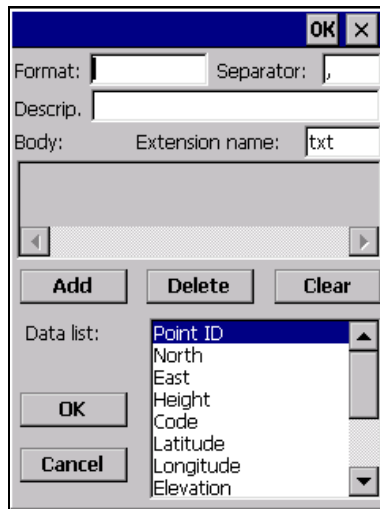 OK ×
Format: Separator: ,
Descrip.
Body: Extension name: txt
Add Delete Clear
Data list:
Point ID
North
East
Height
Code
Latitude
Longitude
Elevation
OK
Cancel